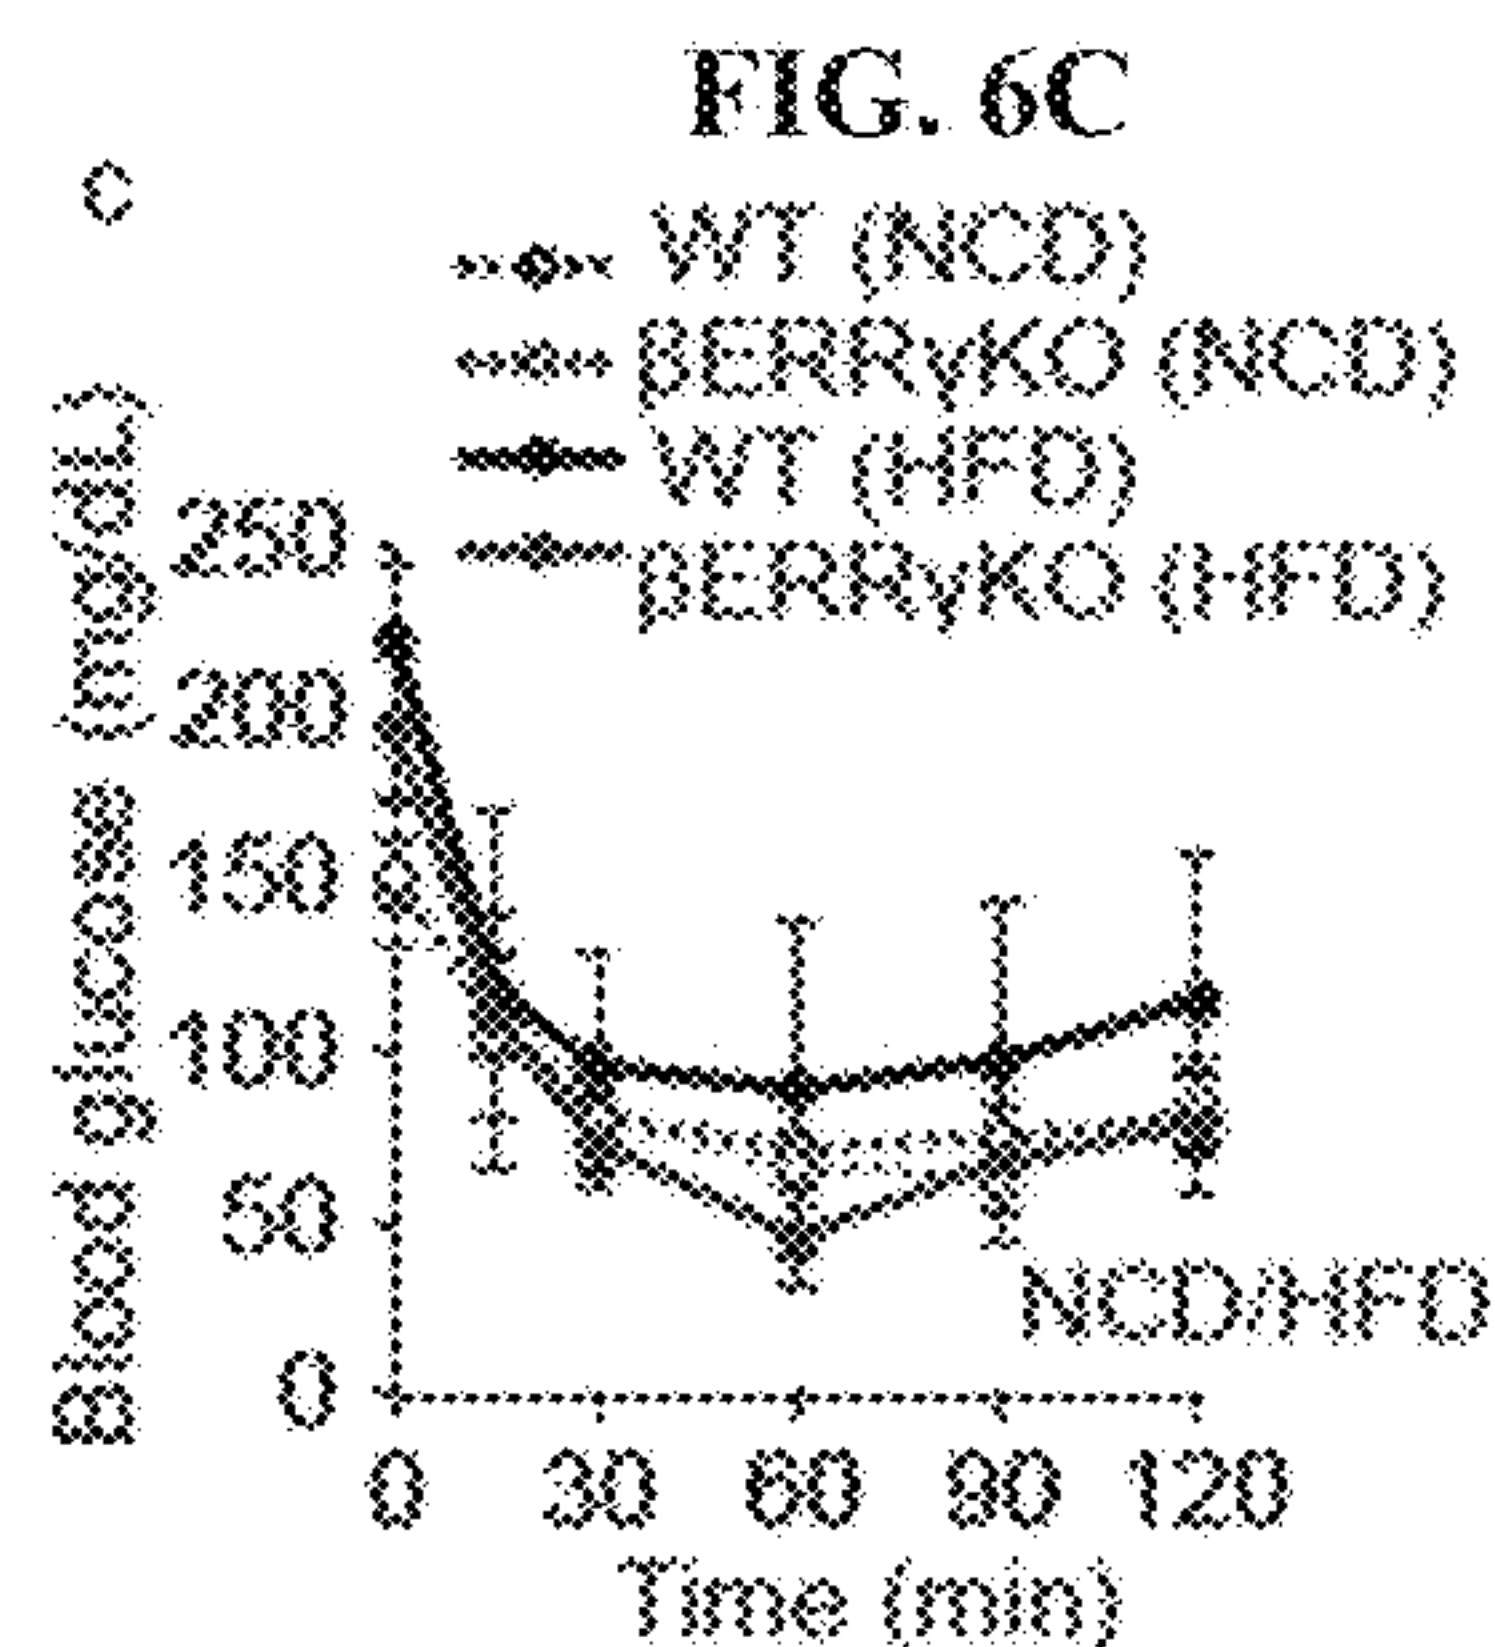 FIG. 6C
c
WT (NCD)
βERRγKO (NCD)
WT (HFD)
βERRγKO (HFD)
Blood glucose (mg/dL)
250
200
150
100
50
0
NCD/HFD
0 30 60 90 120
Time (min)